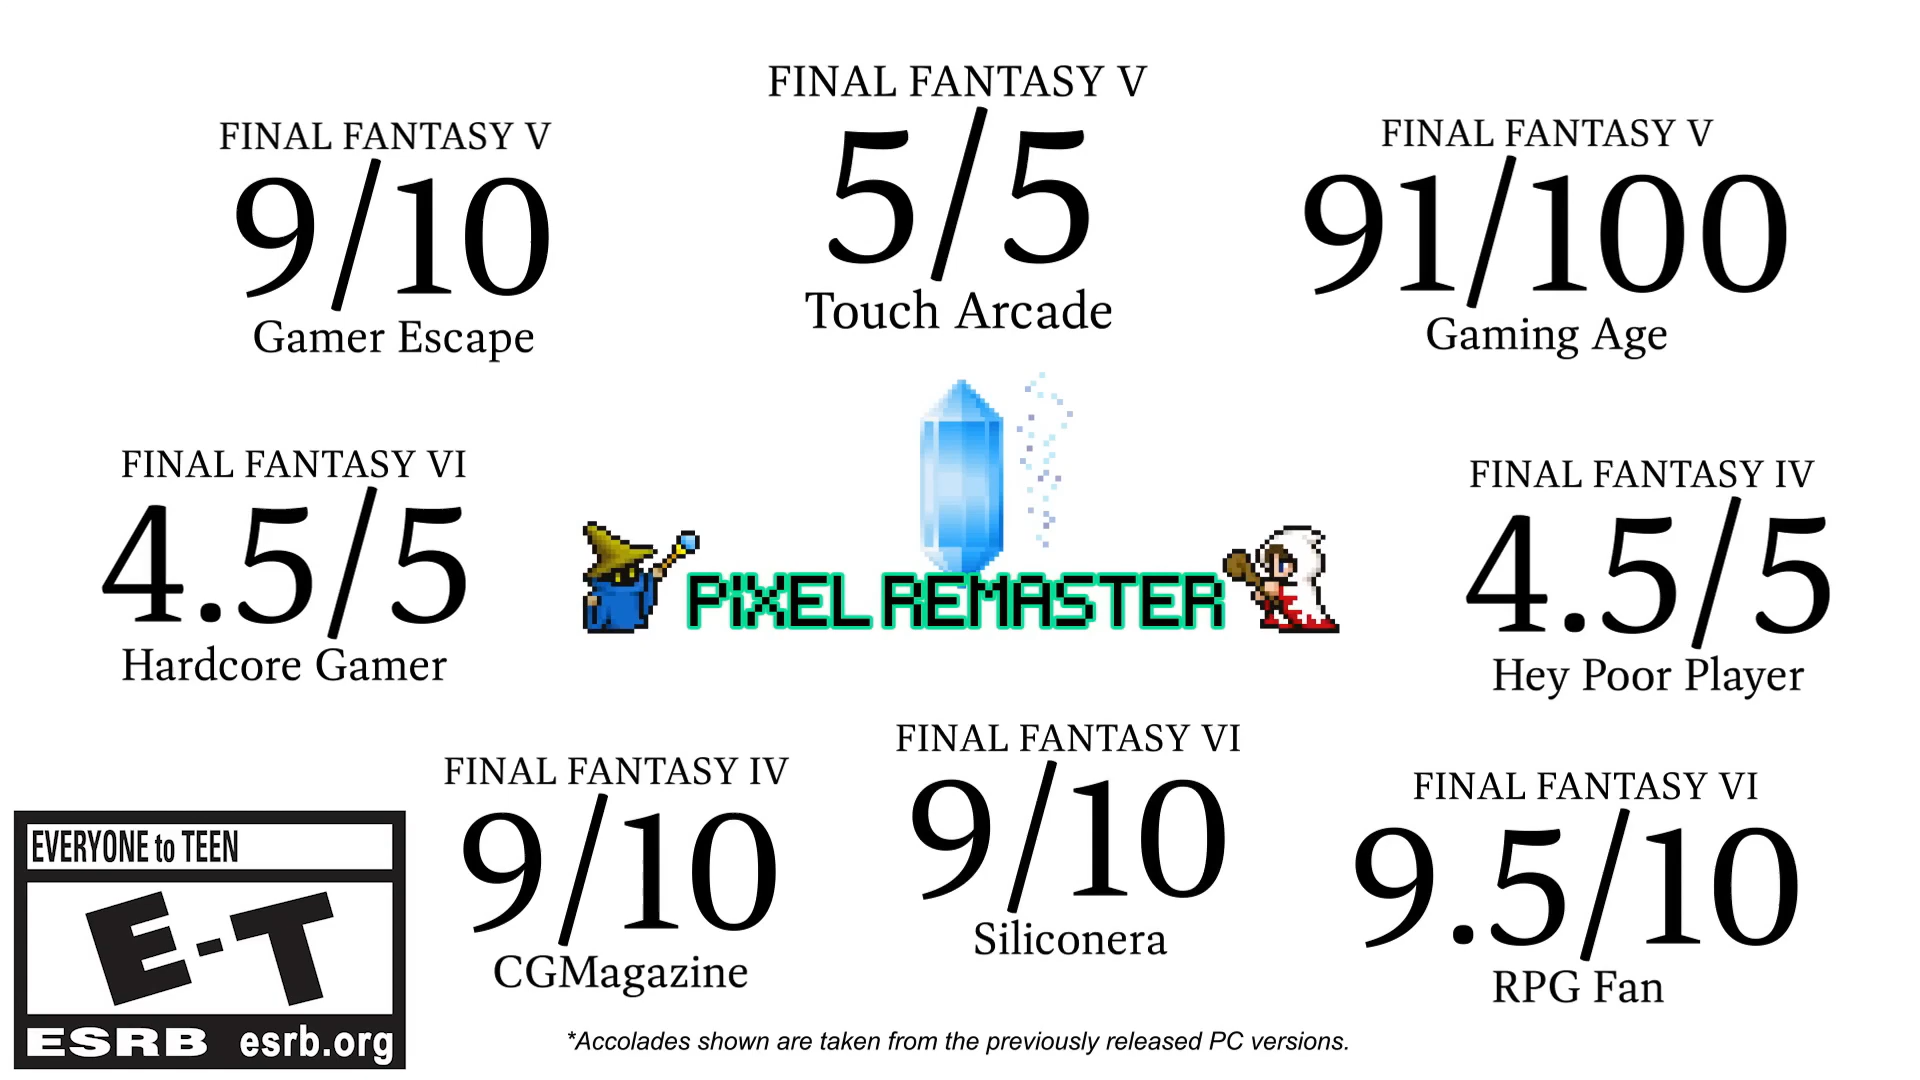 FINAL FANTASY V
9/10
Gamer Escape
FINAL FANTASY V
5/5
Touch Arcade
FINAL FANTASY V
91/100
Gaming Age
FINAL FANTASY VI
4.5/5
Hardcore Gamer
PIXEL REMASTER
FINAL FANTASY IV
4.5/5
Hey Poor Player
FINAL FANTASY IV
9/10
CGMagazine
FINAL FANTASY VI
9/10
Siliconera
FINAL FANTASY VI
9.5/10
RPG Fan
EVERYONE to TEEN
E-T
ESRB esrb.org
*Accolades shown are taken from the previously released PC versions.